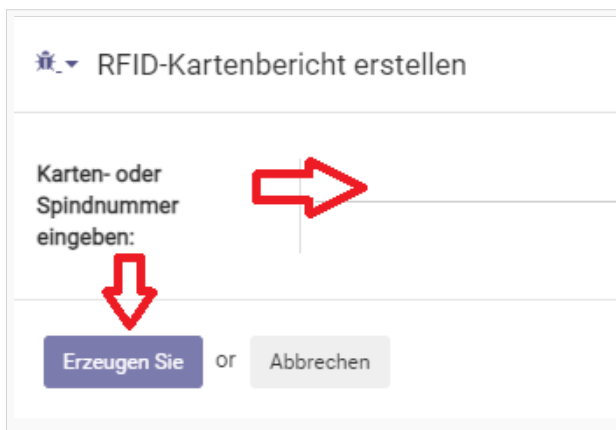 RFID-Kartenbericht erstellen
Karten- oder
Spindnummer
eingeben:
Erzeugen Sie or Abbrechen